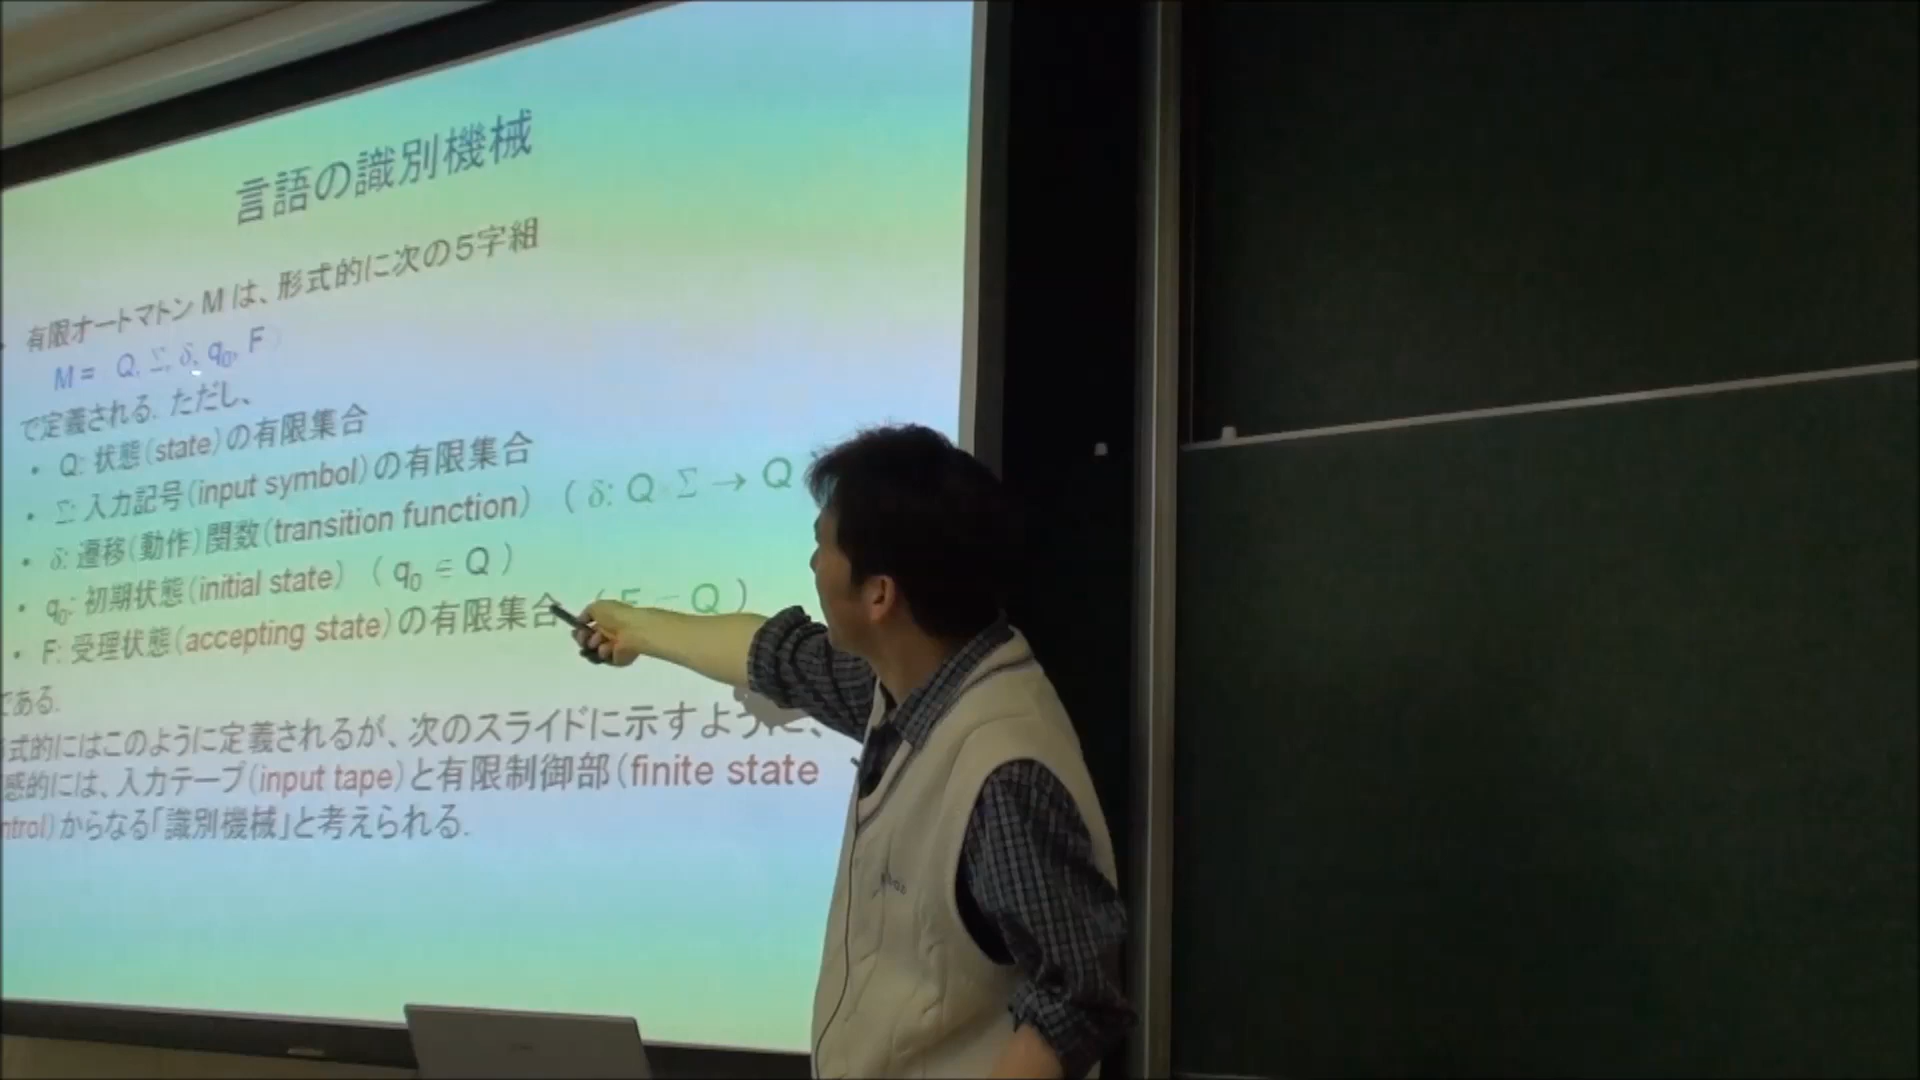 言語の識別機械
有限オートマトン M は、形式的に次の5字組
M = Q, Σ, δ, q₀, F
で定義される. ただし、
• Q: 状態(state)の有限集合
• Σ: 入力記号(input symbol)の有限集合
• δ: 遷移(動作)関数(transition function) ( δ: Q Σ → Q
• q₀: 初期状態(initial state) ( q₀ ∈ Q )
• F: 受理状態(accepting state)の有限集合 ( F Q )
である.
式的にはこのように定義されるが、次のスライドに示すように、
感的には、入力テープ(input tape)と有限制御部(finite state
ntrol)からなる「識別機械」と考えられる.